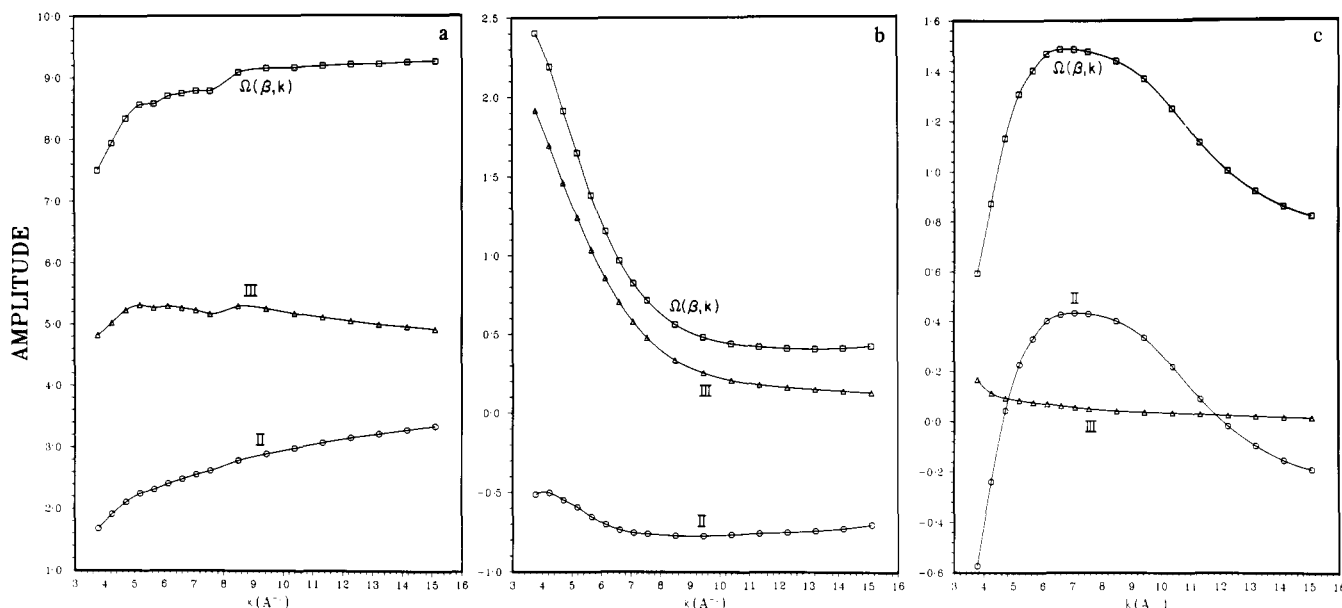 AMPLITUDE
a
10·0
9·0
8·0
7·0
6·0
5·0
4·0
3·0
2·0
1·0
Ω(β,k)
III
II
3 4 5 6 7 8 9 10 11 12 13 14 15 16
k(A⁻¹)
b
2.5
2.0
1.5
1.0
0.5
0.0
-0.5
-1.0
Ω(β,k)
III
II
3 4 5 6 7 8 9 10 11 12 13 14 15 16
k(A⁻¹)
c
1·6
1·4
1·2
1·0
0·8
0·6
0·4
0·2
0·0
-0·2
-0·4
-0·6
Ω(β,k)
II
III
3 4 5 6 7 8 9 10 11 12 13 14 15 16
k(A⁻¹)